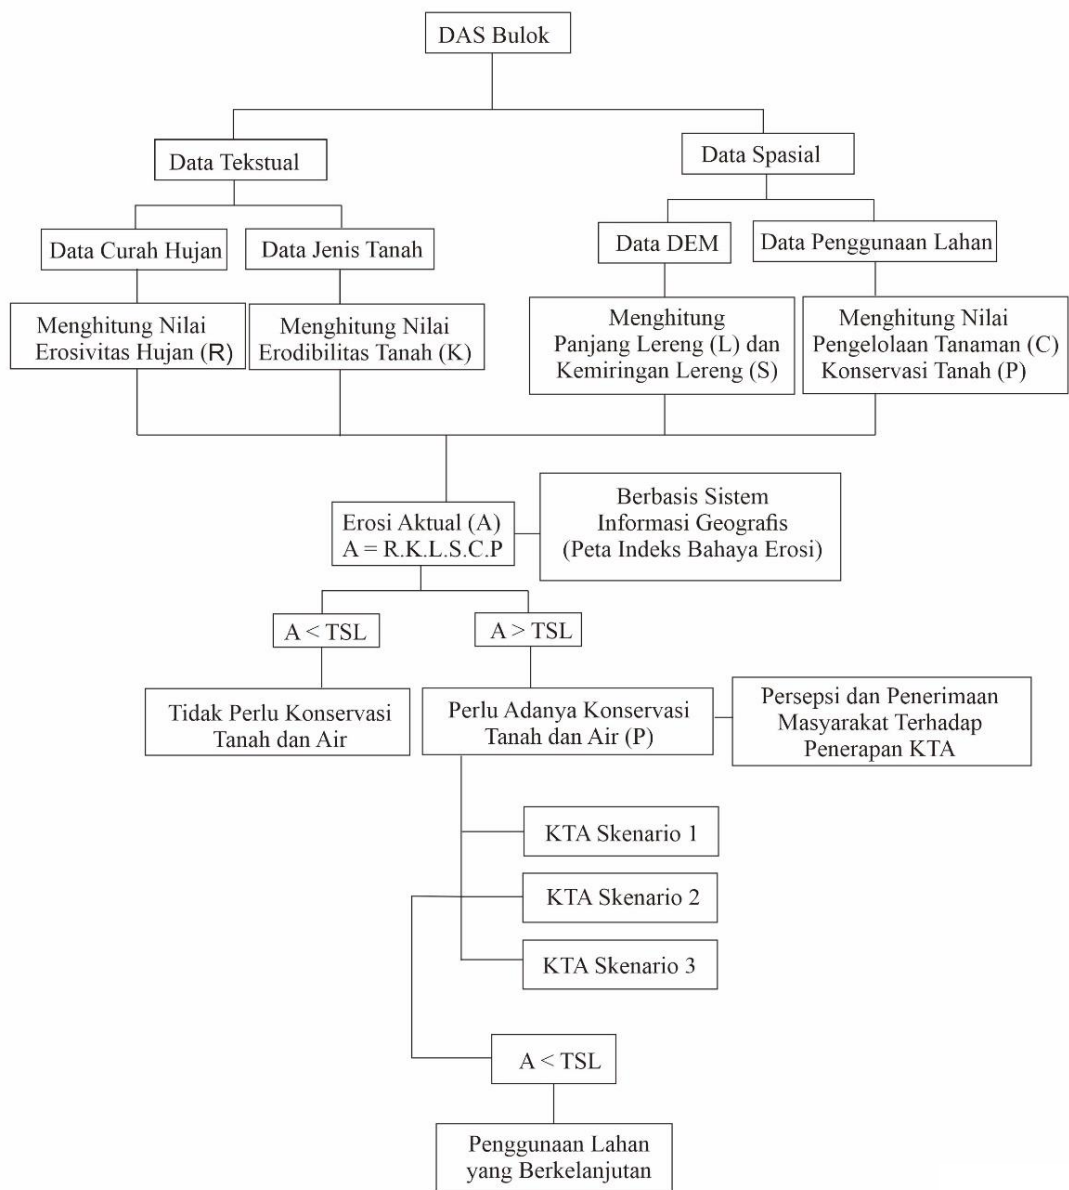 DAS Bulok
Data Tekstual
Data Spasial
Data Curah Hujan
Data Jenis Tanah
Data DEM
Data Penggunaan Lahan
Menghitung Nilai
Erosivitas Hujan (R)
Menghitung Nilai
Erodibilitas Tanah (K)
Menghitung
Panjang Lereng (L) dan
Kemiringan Lereng (S)
Menghitung Nilai
Pengelolaan Tanaman (C)
Konservasi Tanah (P)
Erosi Aktual (A)
A = R.K.L.S.C.P
Berbasis Sistem
Informasi Geografis
(Peta Indeks Bahaya Erosi)
A < TSL
A > TSL
Tidak Perlu Konservasi
Tanah dan Air
Perlu Adanya Konservasi
Tanah dan Air (P)
Persepsi dan Penerimaan
Masyarakat Terhadap
Penerapan KTA
KTA Skenario 1
KTA Skenario 2
KTA Skenario 3
A < TSL
Penggunaan Lahan
yang Berkelanjutan